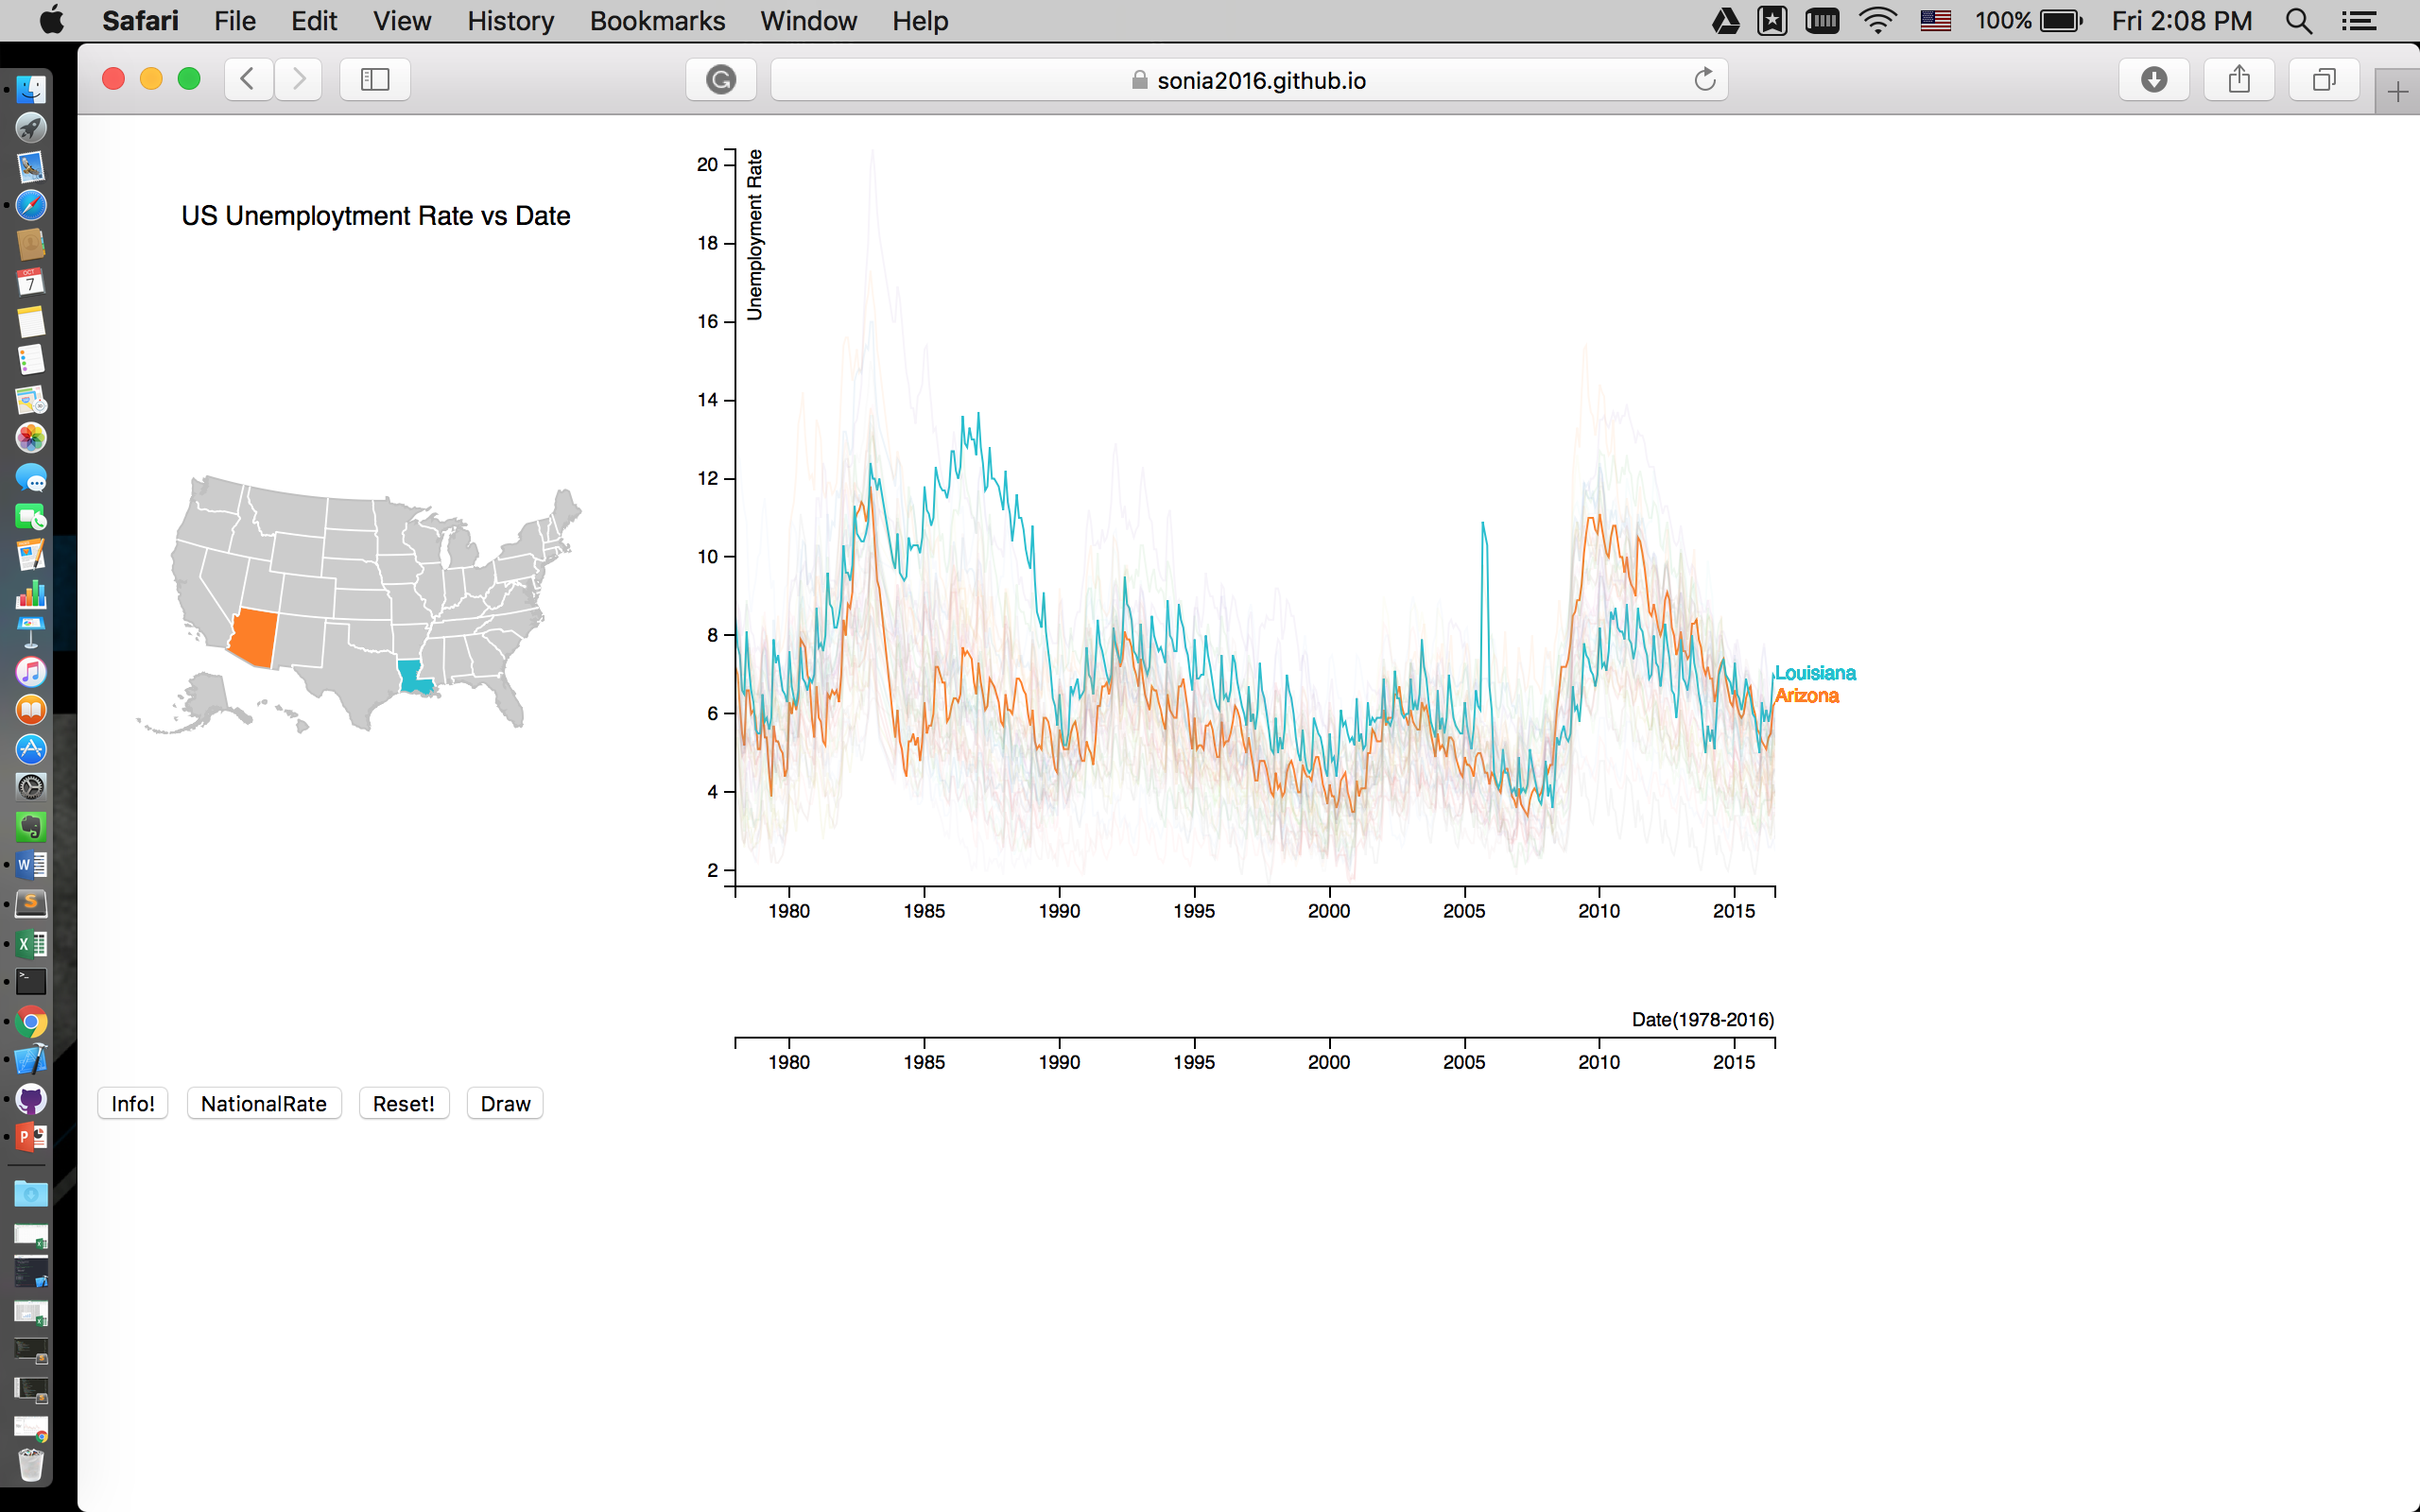 Safari File Edit View History Bookmarks Window Help 100% Fri 2:08 PM
sonia2016.github.io
US Unemploytment Rate vs Date
Unemployment Rate
20
18
16
14
12
10
8
6
4
2
Louisiana
Arizona
1980 1985 1990 1995 2000 2005 2010 2015
Date(1978-2016)
1980 1985 1990 1995 2000 2005 2010 2015
Info! NationalRate Reset! Draw
OCT
7
W
S
X
>_
P